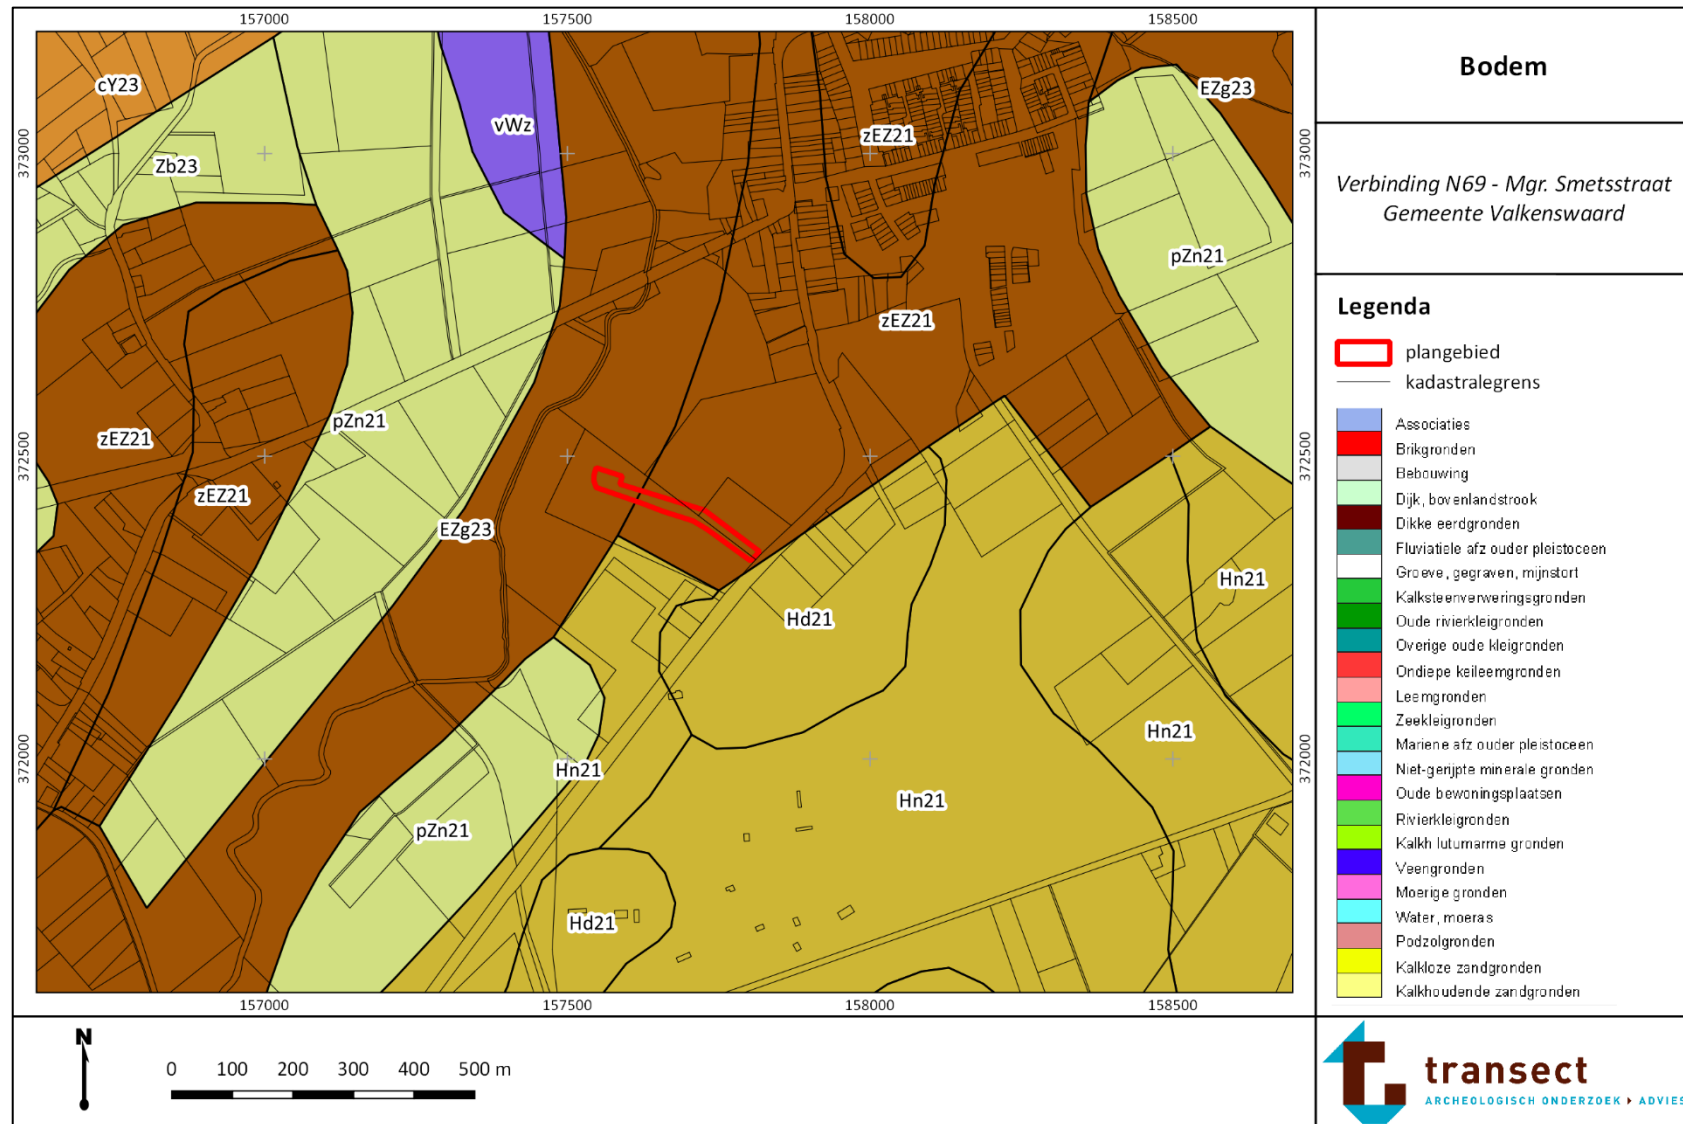 157000
157500
158000
158500
373000
372500
372000
373000
372500
372000
cY23
Zb23
vWz
zEZ21
EZg23
pZn21
zEZ21
pZn21
zEZ21
zEZ21
EZg23
Hn21
Hd21
Hn21
Hn21
Hn21
pZn21
Hd21
157000
157500
158000
158500
N
0 100 200 300 400 500 m
Bodem
Verbinding N69 - Mgr. Smetsstraat
Gemeente Valkenswaard
Legenda
plangebied
kadastralegrens
Associaties
Brikgronden
Bebouwing
Dijk, bovenlandstrook
Dikke eerdgronden
Fluviatiele afz ouder pleistoceen
Groeve, gegraven, mijnstort
Kalksteenverweringsgronden
Oude rivierkleigronden
Overige oude kleigronden
Ondiepe keileemgronden
Leemgronden
Zeekleigronden
Mariene afz ouder pleistoceen
Niet-gerijpte minerale gronden
Oude bewoningsplaatsen
Rivierkleigronden
Kalkh lutumarme gronden
Veengronden
Moerige gronden
Water, moeras
Podzolgronden
Kalkloze zandgronden
Kalkhoudende zandgronden
transect
ARCHEOLOGISCH ONDERZOEK ▸ ADVIES